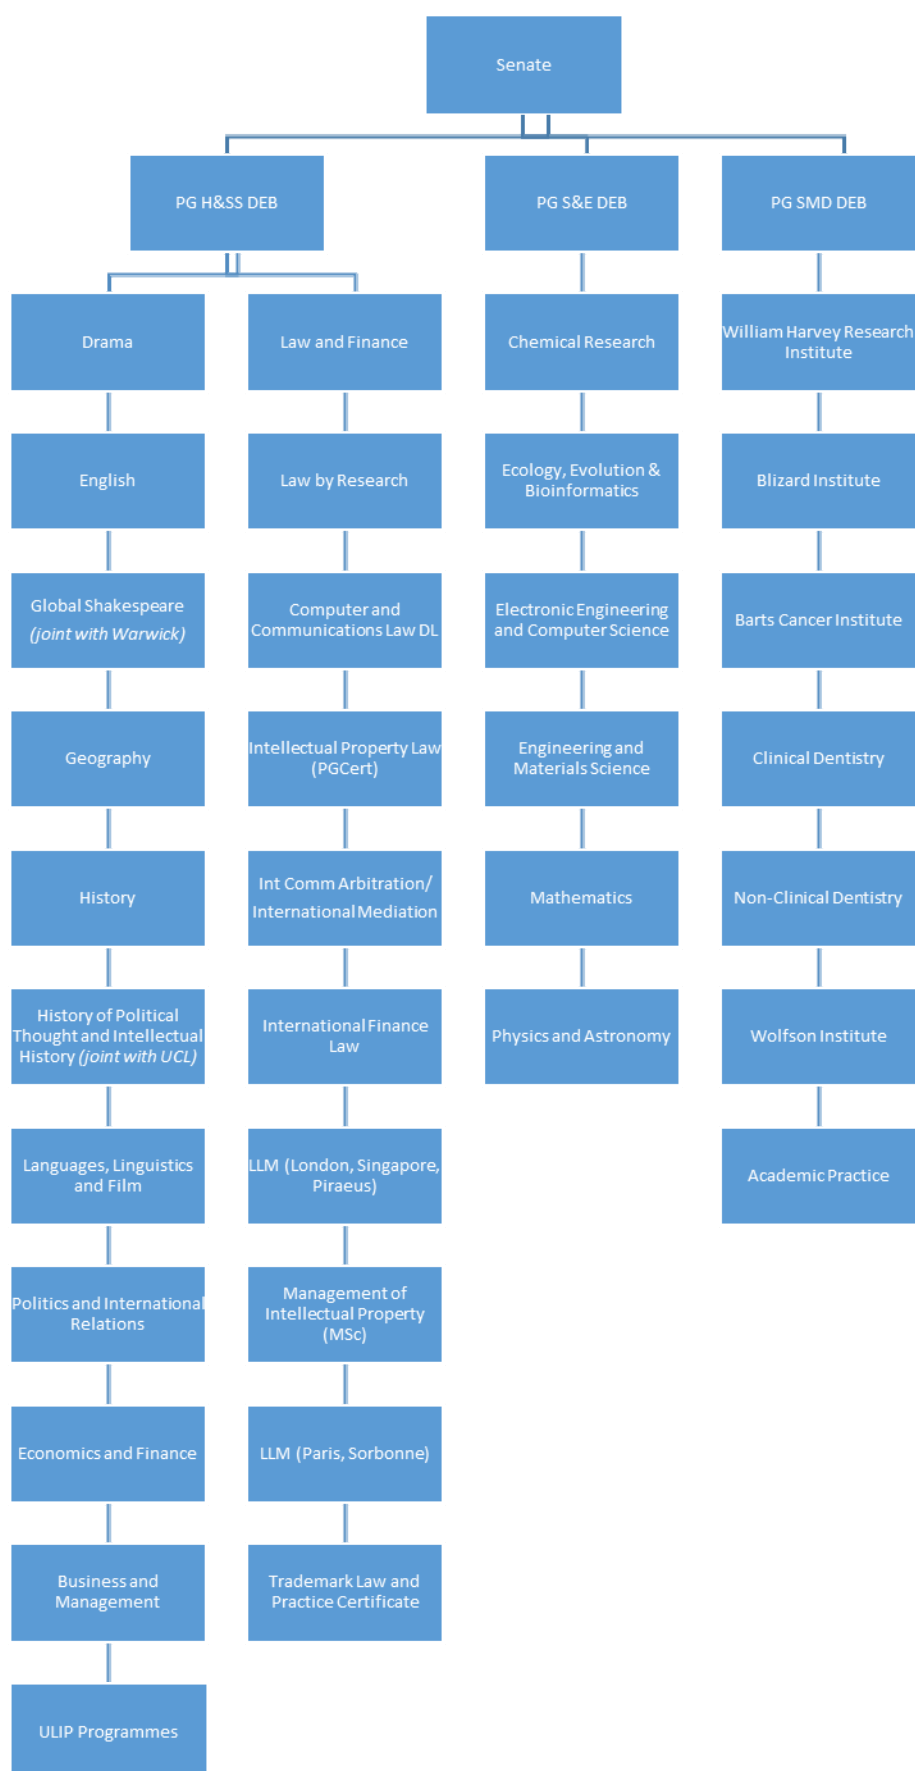 Senate
PG H&SS DEB
PG S&E DEB
PG SMD DEB
Drama
English
Global Shakespeare
(joint with Warwick)
Geography
History
History of Political
Thought and Intellectual
History (joint with UCL)
Languages, Linguistics
and Film
Politics and International
Relations
Economics and Finance
Business and
Management
ULIP Programmes
Law and Finance
Law by Research
Computer and
Communications Law DL
Intellectual Property Law
(PGCert)
Int Comm Arbitration/
International Mediation
International Finance
Law
LLM (London, Singapore,
Piraeus)
Management of
Intellectual Property
(MSc)
LLM (Paris, Sorbonne)
Trademark Law and
Practice Certificate
Chemical Research
Ecology, Evolution &
Bioinformatics
Electronic Engineering
and Computer Science
Engineering and
Materials Science
Mathematics
Physics and Astronomy
William Harvey Research
Institute
Blizard Institute
Barts Cancer Institute
Clinical Dentistry
Non-Clinical Dentistry
Wolfson Institute
Academic Practice